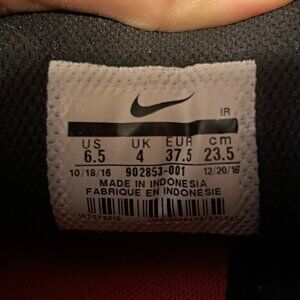 IR
US UK EUR cm
6.5 4 37.5 23.5
10/18/16 902853-001 12/20/16
MADE IN INDONESIA
FABRIQUE EN INDONESIE